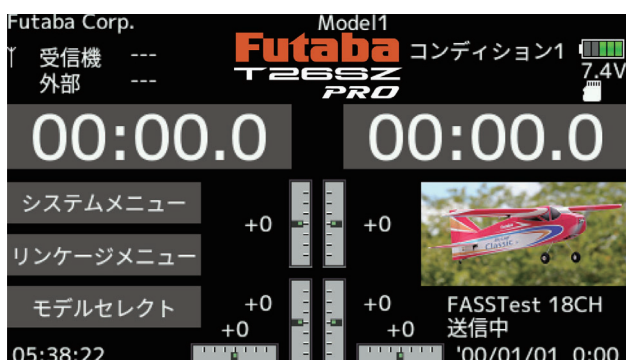 Futaba Corp.
Model1
受信機 ---
外部 ---
Futaba
T26SZ
PRO
コンディション1
7.4V
00:00.0
00:00.0
システムメニュー
リンケージメニュー
モデルセレクト
+0
+0
+0
+0
+0
+0
Classic
FASSTest 18CH
送信中
05:38:22
'00/01/01 0:00